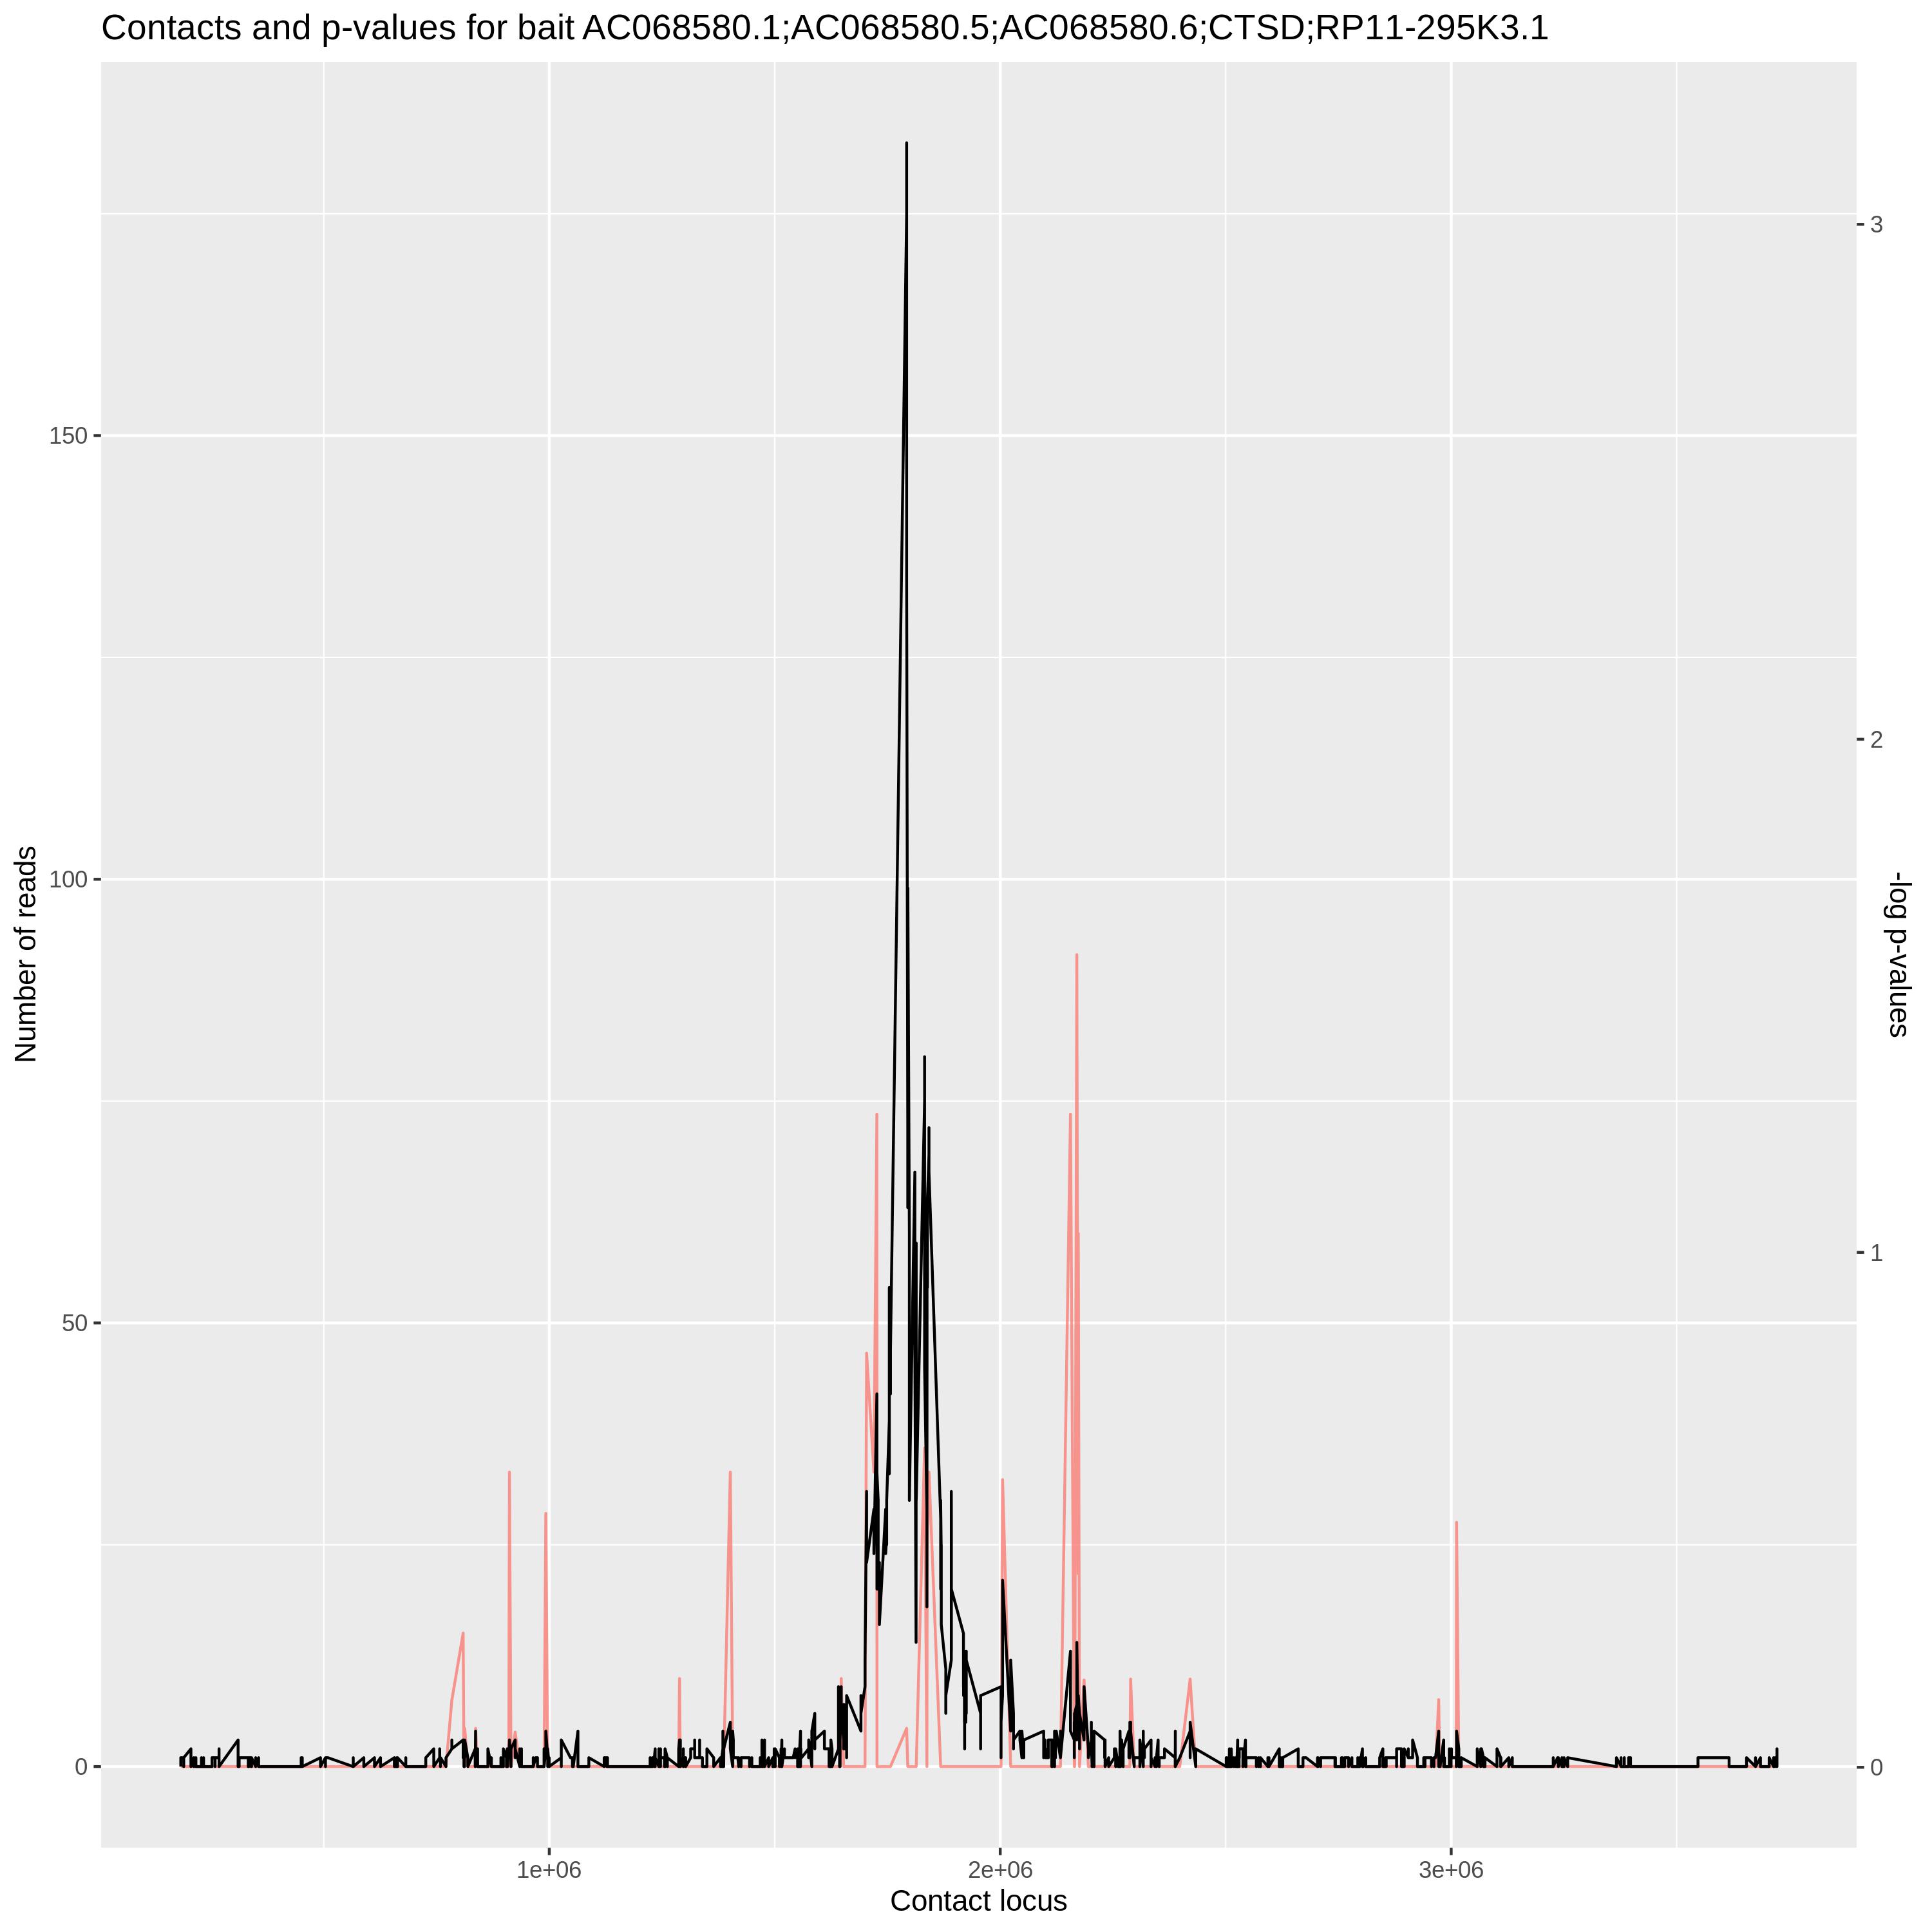 Contacts and p-values for bait AC068580.1;AC068580.5;AC068580.6;CTSD;RP11-295K3.1
Number of reads
150
100
50
0
3
2
1
0
-log p-values
1e+06 2e+06 3e+06
Contact locus